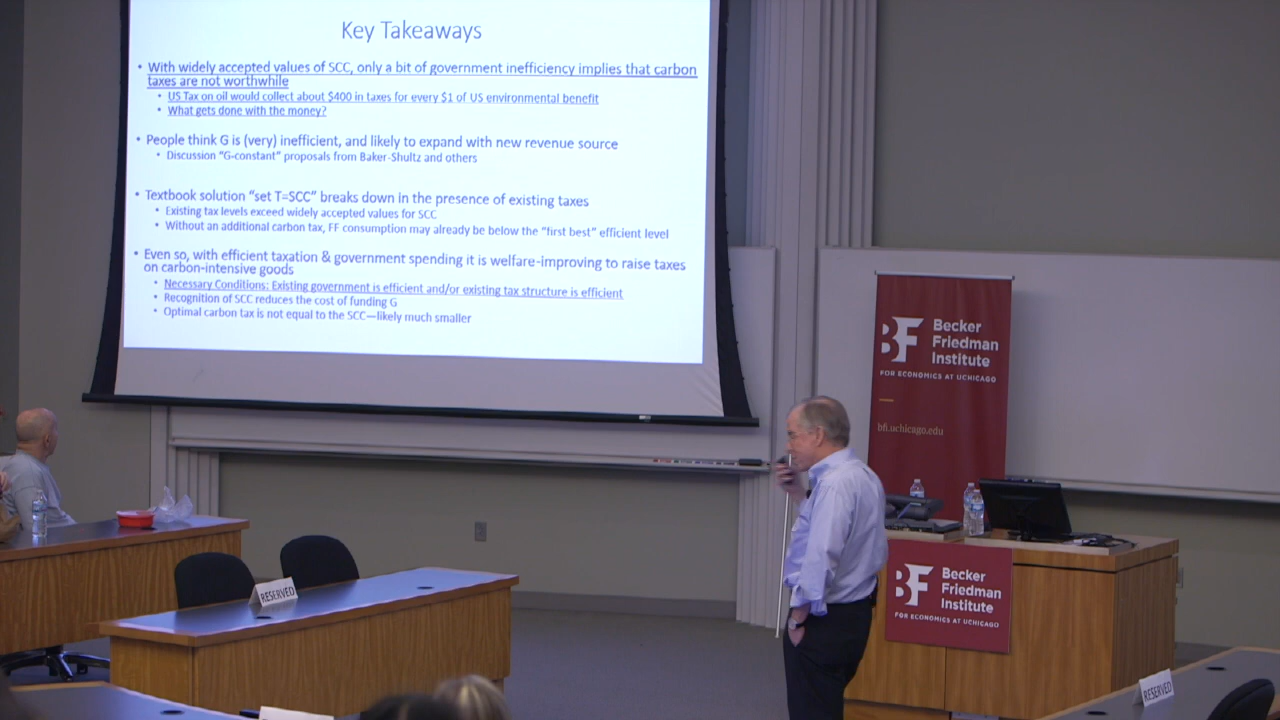 Key Takeaways
• With widely accepted values of SCC, only a bit of government inefficiency implies that carbon
taxes are not worthwhile
• US Tax on oil would collect about $400 in taxes for every $1 of US environmental benefit
• What gets done with the money?
• People think G is (very) inefficient, and likely to expand with new revenue source
• Discussion "G-constant" proposals from Baker-Shultz and others
• Textbook solution "set T=SCC" breaks down in the presence of existing taxes
• Existing tax levels exceed widely accepted values for SCC
• Without an additional carbon tax, FF consumption may already be below the "first best" efficient level
• Even so, with efficient taxation & government spending it is welfare-improving to raise taxes
on carbon-intensive goods
• Necessary Conditions: Existing government is efficient and/or existing tax structure is efficient
• Recognition of SCC reduces the cost of funding G
• Optimal carbon tax is not equal to the SCC—likely much smaller
BF
Becker
Friedman
Institute
FOR ECONOMICS AT UCHICAGO
bfi.uchicago.edu
BF
Becker
Friedman
Institute
FOR ECONOMICS AT UCHICAGO
RESERVED
RESERVED